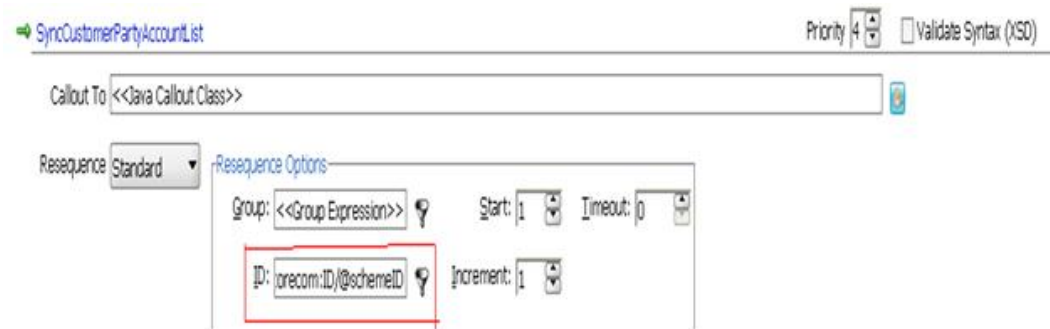 SyncCustomerPartyAccountList
Priority 4 Validate Syntax (XSD)
Callout To <<Java Callout Class>>
Resequence Standard Resequence Options
Group: <<Group Expression>> Start: 1 Timeout: 0
ID: orecom:ID/@schemeID Increment: 1